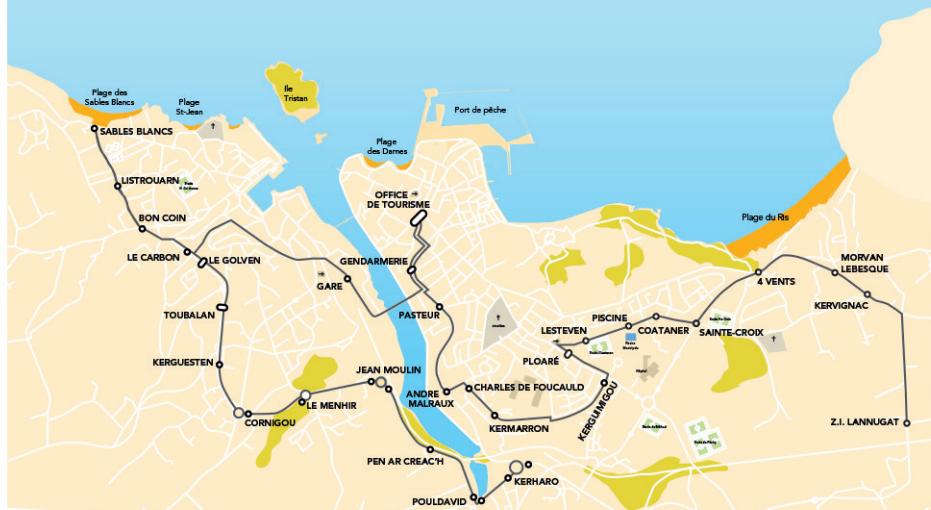 Ile
Tristan
Plage des
Sables Blancs
Plage
St-Jean
Port de pêche
SABLES BLANCS
Plage
des Dames
LISTROUARN
OFFICE
DE TOURISME
BON COIN
Plage du Ris
LE CARBON
LE GOLVEN
GENDARMERIE
GARE
4 VENTS
MORVAN
LEBESQUE
TOUBALAN
PASTEUR
KERVIGNAC
PISCINE
LESTEVEN
COATANER
SAINTE-CROIX
PLOARÉ
KERGUESTEN
JEAN MOULIN
CHARLES DE FOUCAULD
ANDRE
MALRAUX
KERGUIMIGOU
LE MENHIR
CORNIGOU
KERMARRON
Z.I. LANNUGAT
PEN AR CREAC'H
KERHARO
POULDAVID